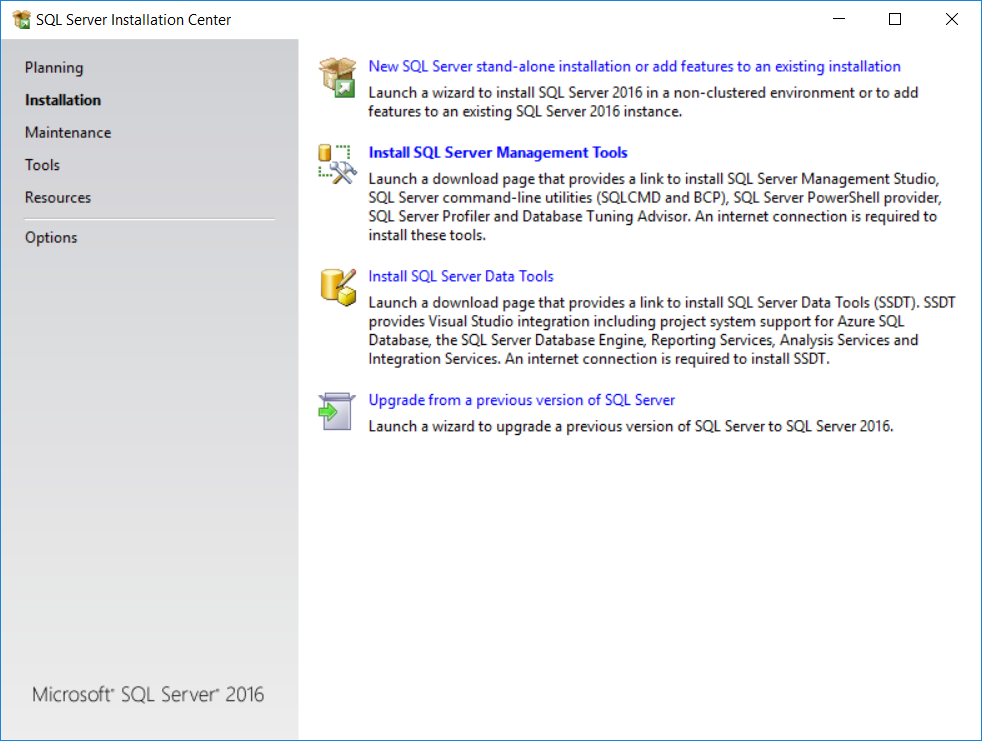 SQL Server Installation Center
Planning
Installation
Maintenance
Tools
Resources
Options
New SQL Server stand-alone installation or add features to an existing installation
Launch a wizard to install SQL Server 2016 in a non-clustered environment or to add
features to an existing SQL Server 2016 instance.
Install SQL Server Management Tools
Launch a download page that provides a link to install SQL Server Management Studio,
SQL Server command-line utilities (SQLCMD and BCP), SQL Server PowerShell provider,
SQL Server Profiler and Database Tuning Advisor. An internet connection is required to
install these tools.
Install SQL Server Data Tools
Launch a download page that provides a link to install SQL Server Data Tools (SSDT). SSDT
provides Visual Studio integration including project system support for Azure SQL
Database, the SQL Server Database Engine, Reporting Services, Analysis Services and
Integration Services. An internet connection is required to install SSDT.
Upgrade from a previous version of SQL Server
Launch a wizard to upgrade a previous version of SQL Server to SQL Server 2016.
Microsoft® SQL Server® 2016